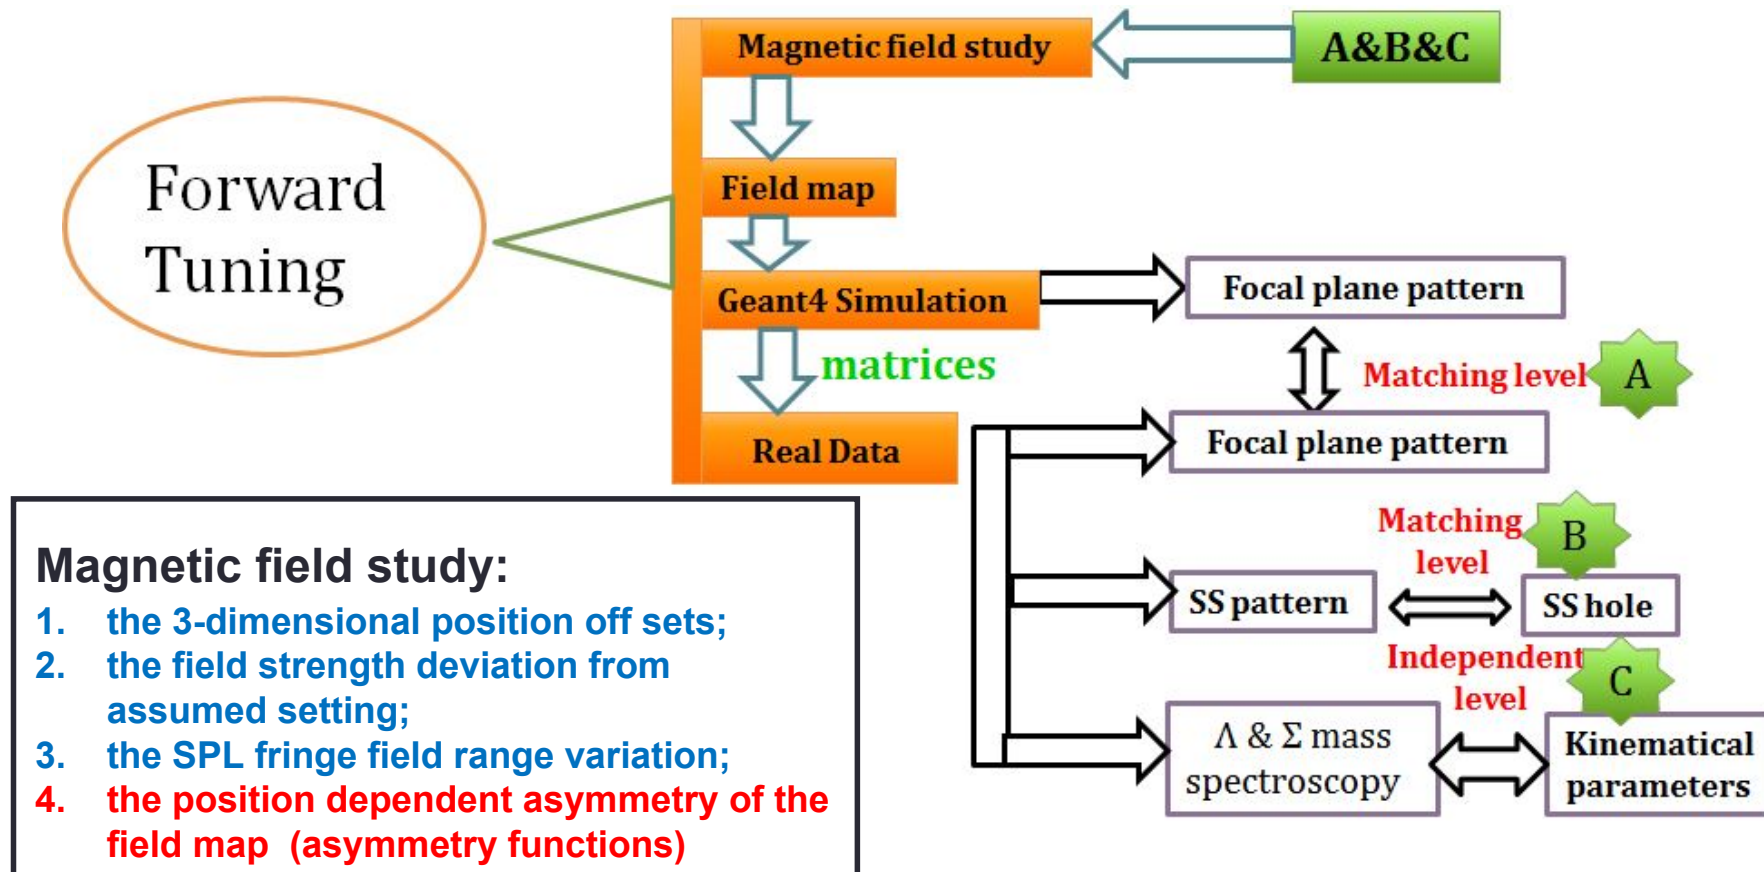 Magnetic field study
A&B&C
Forward
Tuning
Field map
Geant4 Simulation
Focal plane pattern
matrices
Matching level
A
Real Data
Focal plane pattern
Matching
level
B
SS pattern
SS hole
Independent
level
C
Λ & Σ mass
spectroscopy
Kinematical
parameters
Magnetic field study:
1. the 3-dimensional position off sets;
2. the field strength deviation from
assumed setting;
3. the SPL fringe field range variation;
4. the position dependent asymmetry of the
field map (asymmetry functions)